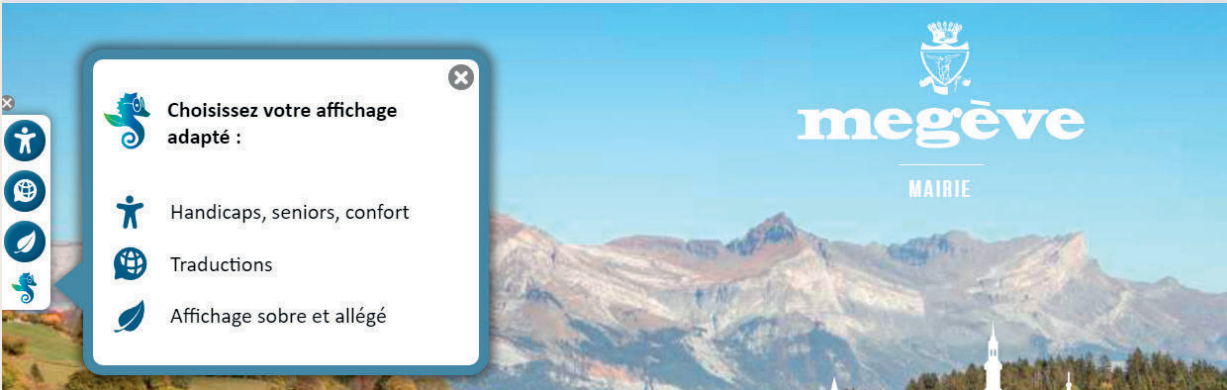 Choisissez votre affichage
adapté :
Handicaps, seniors, confort
Traductions
Affichage sobre et allégé
megève
MAIRIE